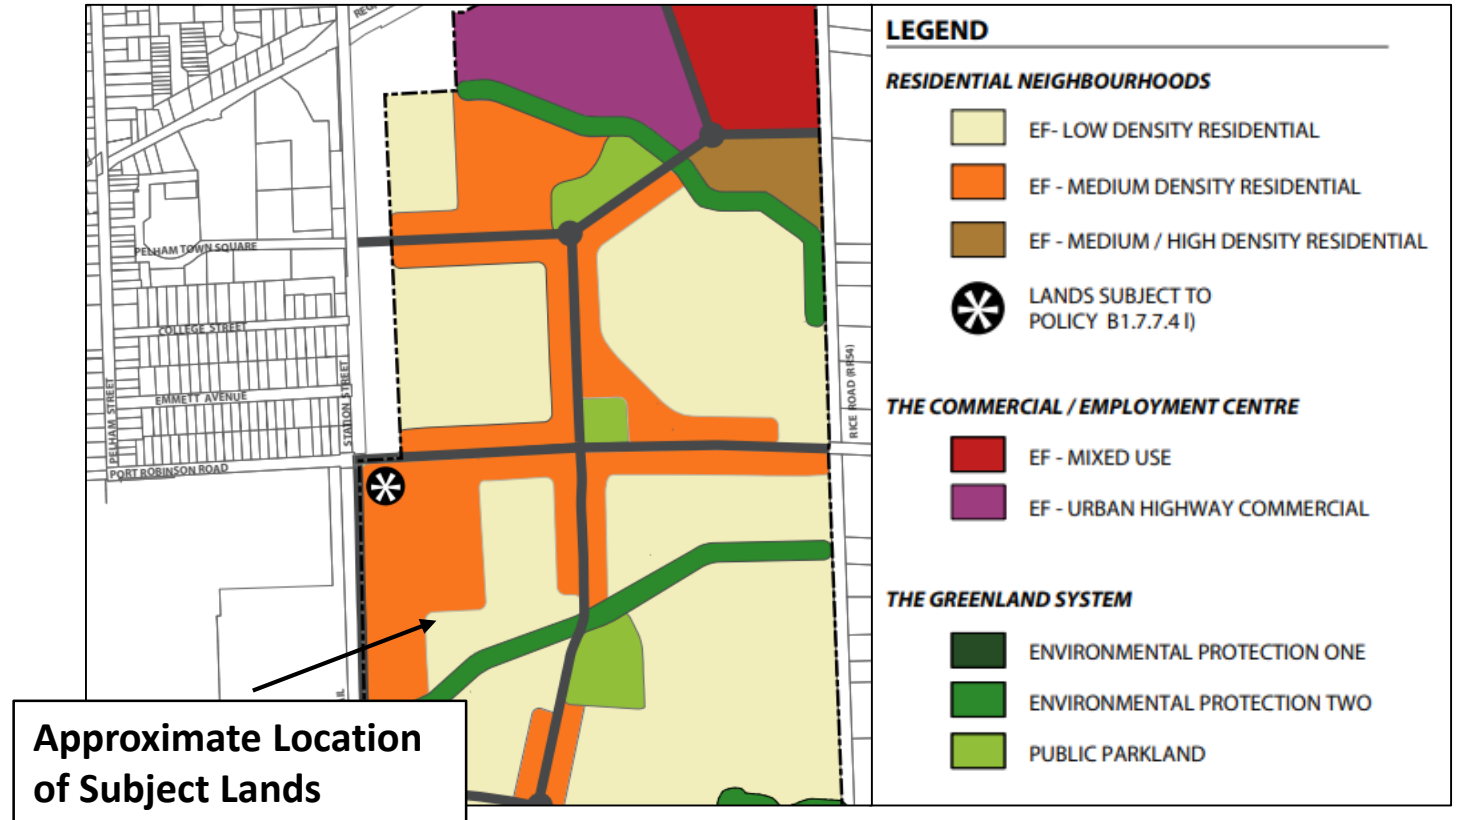 REG
PELHAM TOWN SQUARE
COLLEGE STREET
EMMETT AVENUE
PELHAM STREET
STATION STREET
PORT ROBINSON ROAD
RICE ROAD (RR54)
Approximate Location
of Subject Lands
LEGEND
RESIDENTIAL NEIGHBOURHOODS
EF- LOW DENSITY RESIDENTIAL
EF - MEDIUM DENSITY RESIDENTIAL
EF - MEDIUM / HIGH DENSITY RESIDENTIAL
LANDS SUBJECT TO
POLICY B1.7.7.4 l)
THE COMMERCIAL / EMPLOYMENT CENTRE
EF - MIXED USE
EF - URBAN HIGHWAY COMMERCIAL
THE GREENLAND SYSTEM
ENVIRONMENTAL PROTECTION ONE
ENVIRONMENTAL PROTECTION TWO
PUBLIC PARKLAND